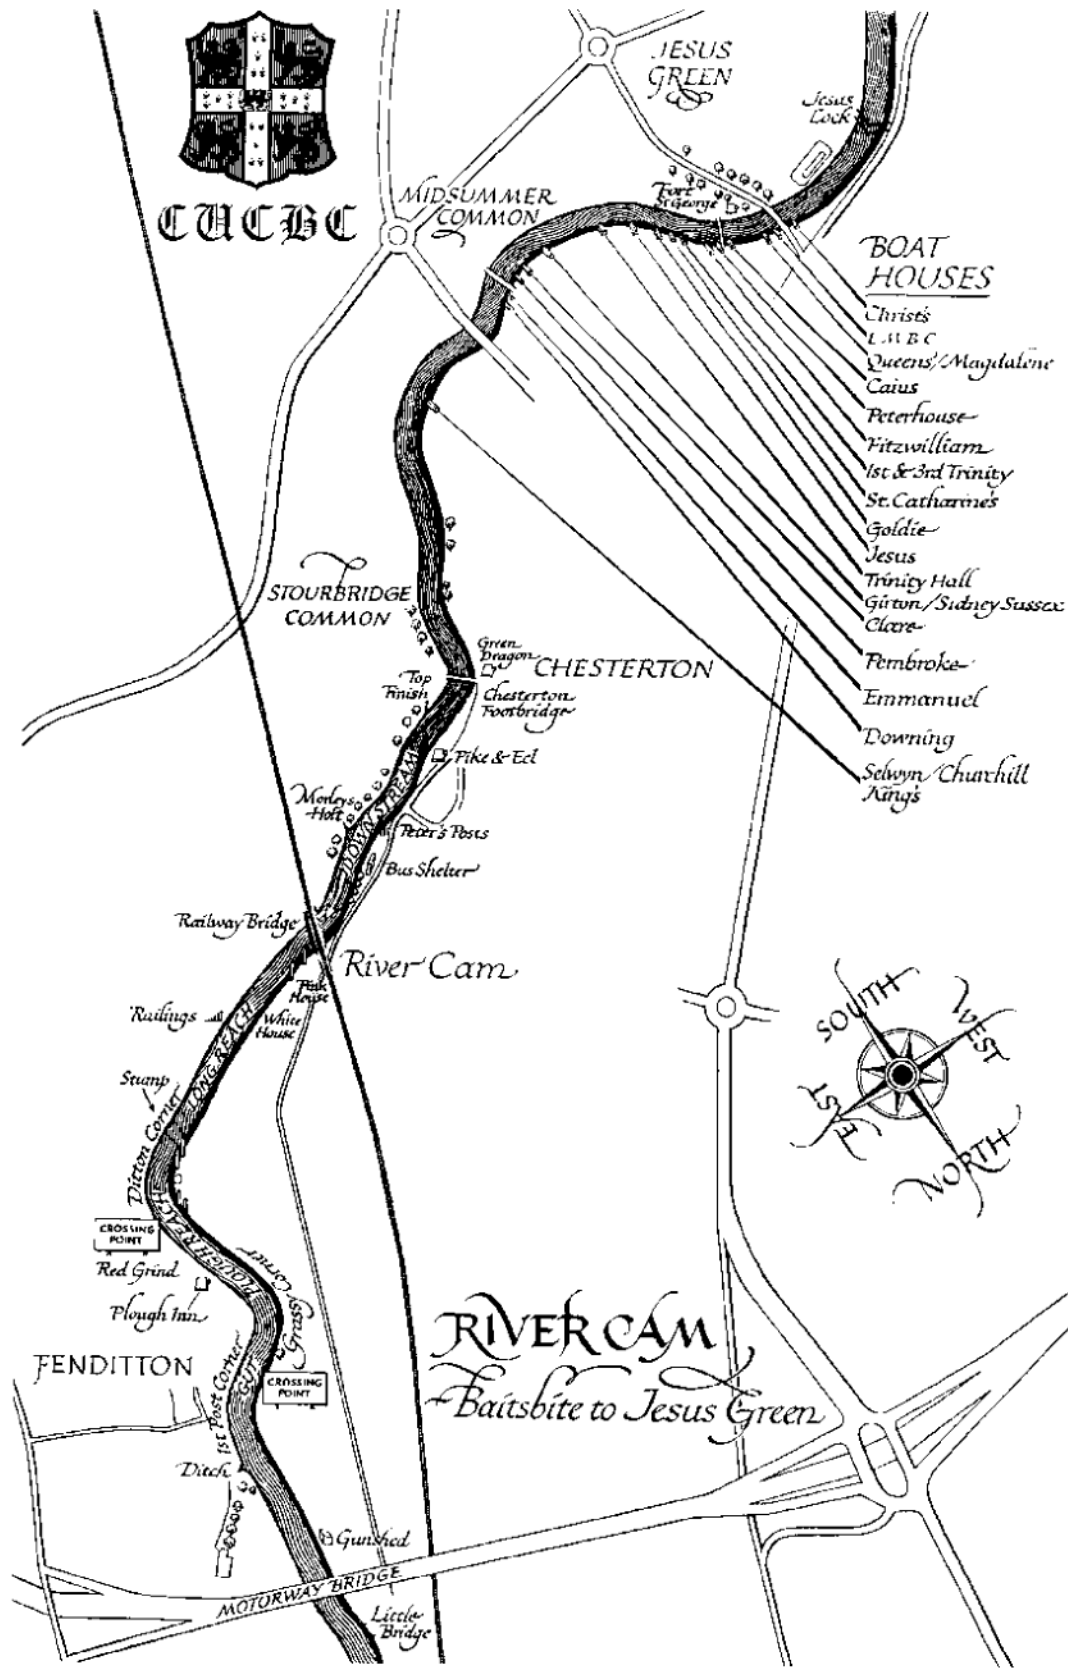 CUCBC
JESUS
GREEN
Jesus
Lock
MIDSUMMER
COMMON
Fort
St George
BOAT
HOUSES
Christ's
L M B C
Queens'/Magdalene
Caius
Peterhouse
Fitzwilliam
1st & 3rd Trinity
St. Catharine's
Goldie
Jesus
Trinity Hall
Girton/Sidney Sussex
Clare
Pembroke
Emmanuel
Downing
Selwyn/Churchill
King's
STOURBRIDGE
COMMON
Green
Dragon
CHESTERTON
Top
Finish
Chesterton
Footbridge
Pike & Eel
Morleys
Holt
DOWN STREAM
Peter's Posts
Bus Shelter
Railway Bridge
River Cam
Pink
House
Railings
White
House
LONG REACH
Stump
Ditton Corner
SOUTH
WEST
EAST
NORTH
CROSSING
POINT
PLOUGH REACH
Red Grind
Plough Inn
Grassy Corner
FENDITTON
1st Post Corner
GUT
CROSSING
POINT
RIVER CAM
Baitsbite to Jesus Green
Ditch
Gunshed
MOTORWAY BRIDGE
Little
Bridge